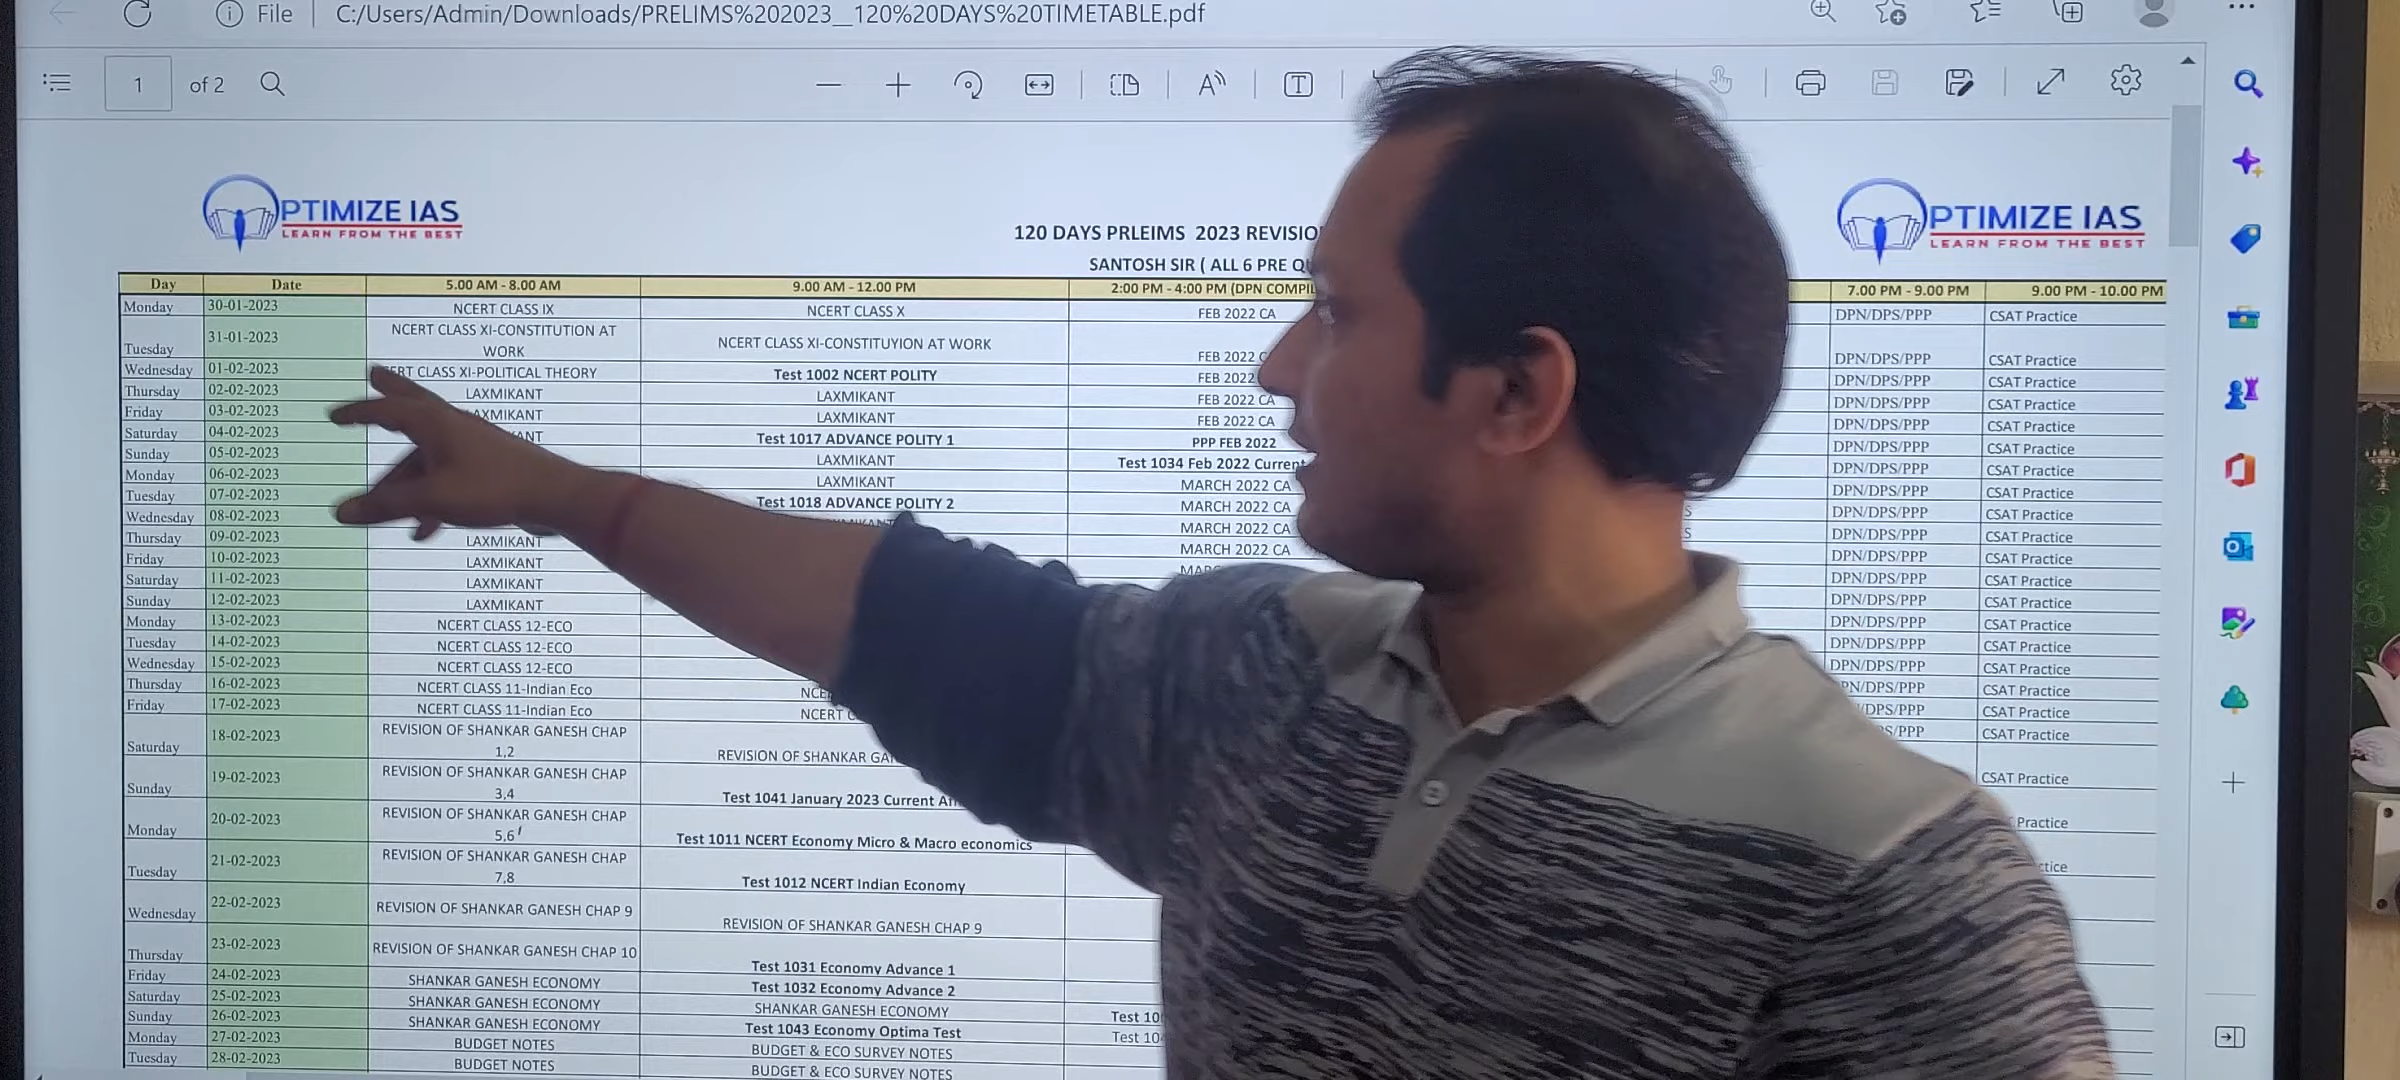 File C:/Users/Admin/Downloads/PRELIMS%202023__120%20DAYS%20TIMETABLE.pdf
1 of 2
PTIMIZE IAS
LEARN FROM THE BEST
PTIMIZE IAS
LEARN FROM THE BEST
120 DAYS PRLEIMS 2023
SANTOSH SIR ( ALL 6 PRE
Day Date 5.00 AM - 8.00 AM 9.00 AM - 12.00 PM 2:00 PM - 4:00 PM (DPN 7.00 PM - 9.00 PM 9.00 PM - 10.00 PM
Monday 30-01-2023 NCERT CLASS IX NCERT CLASS X FEB 2022 CA DPN/DPS/PPP CSAT Practice
Tuesday 31-01-2023 NCERT CLASS XI-CONSTITUTION AT WORK NCERT CLASS XI-CONSTITUYION AT WORK FEB 2022 DPN/DPS/PPP CSAT Practice
Wednesday 01-02-2023 CLASS XI-POLITICAL THEORY Test 1002 NCERT POLITY FEB 2022 DPN/DPS/PPP CSAT Practice
Thursday 02-02-2023 LAXMIKANT LAXMIKANT FEB 2022 CA DPN/DPS/PPP CSAT Practice
Friday 03-02-2023 LAXMIKANT FEB 2022 CA DPN/DPS/PPP CSAT Practice
Saturday 04-02-2023 Test 1017 ADVANCE POLITY 1 PPP FEB 2022 DPN/DPS/PPP CSAT Practice
Sunday 05-02-2023 LAXMIKANT Test 1034 Feb 2022 Current DPN/DPS/PPP CSAT Practice
Monday 06-02-2023 LAXMIKANT MARCH 2022 CA DPN/DPS/PPP CSAT Practice
Tuesday 07-02-2023 Test 1018 ADVANCE POLITY 2 MARCH 2022 CA DPN/DPS/PPP CSAT Practice
Wednesday 08-02-2023 MARCH 2022 CA DPN/DPS/PPP CSAT Practice
Thursday 09-02-2023 LAXMIKANT MARCH 2022 CA DPN/DPS/PPP CSAT Practice
Friday 10-02-2023 LAXMIKANT DPN/DPS/PPP CSAT Practice
Saturday 11-02-2023 LAXMIKANT DPN/DPS/PPP CSAT Practice
Sunday 12-02-2023 LAXMIKANT DPN/DPS/PPP CSAT Practice
Monday 13-02-2023 NCERT CLASS 12-ECO DPN/DPS/PPP CSAT Practice
Tuesday 14-02-2023 NCERT CLASS 12-ECO DPN/DPS/PPP CSAT Practice
Wednesday 15-02-2023 NCERT CLASS 12-ECO DPN/DPS/PPP CSAT Practice
Thursday 16-02-2023 NCERT CLASS 11-Indian Eco CSAT Practice
Friday 17-02-2023 NCERT CLASS 11-Indian Eco NCERT CSAT Practice
Saturday 18-02-2023 REVISION OF SHANKAR GANESH CHAP 1,2 REVISION OF SHANKAR CSAT Practice
Sunday 19-02-2023 REVISION OF SHANKAR GANESH CHAP 3,4 Test 1041 January 2023 Current CSAT Practice
Monday 20-02-2023 REVISION OF SHANKAR GANESH CHAP 5,6 Test 1011 NCERT Economy Micro & Macro economics Practice
Tuesday 21-02-2023 REVISION OF SHANKAR GANESH CHAP 7,8 Test 1012 NCERT Indian Economy
Wednesday 22-02-2023 REVISION OF SHANKAR GANESH CHAP 9 REVISION OF SHANKAR GANESH CHAP 9
Thursday 23-02-2023 REVISION OF SHANKAR GANESH CHAP 10 Test 1031 Economy Advance 1
Friday 24-02-2023 SHANKAR GANESH ECONOMY Test 1032 Economy Advance 2
Saturday 25-02-2023 SHANKAR GANESH ECONOMY SHANKAR GANESH ECONOMY
Sunday 26-02-2023 SHANKAR GANESH ECONOMY Test 1043 Economy Optima Test Test
Monday 27-02-2023 BUDGET NOTES BUDGET & ECO SURVEY NOTES Test
Tuesday 28-02-2023 BUDGET NOTES BUDGET & ECO SURVEY NOTES